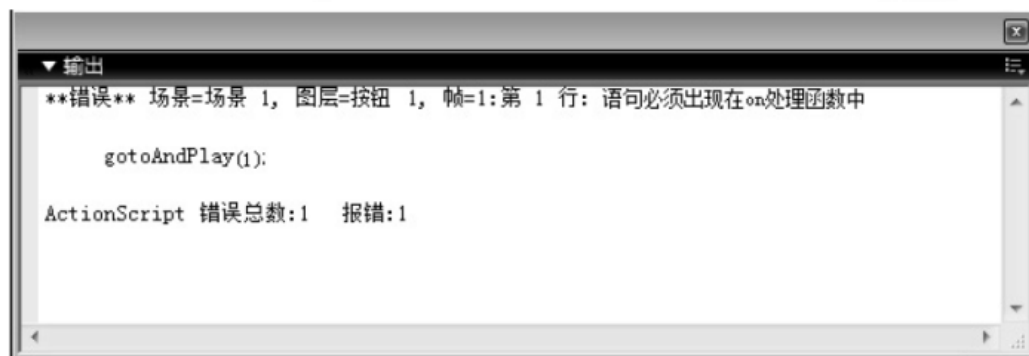 ▼输出
**错误** 场景=场景 1, 图层=按钮 1, 帧=1:第 1 行: 语句必须出现在on处理函数中
gotoAndPlay(1);
ActionScript 错误总数:1 报错:1